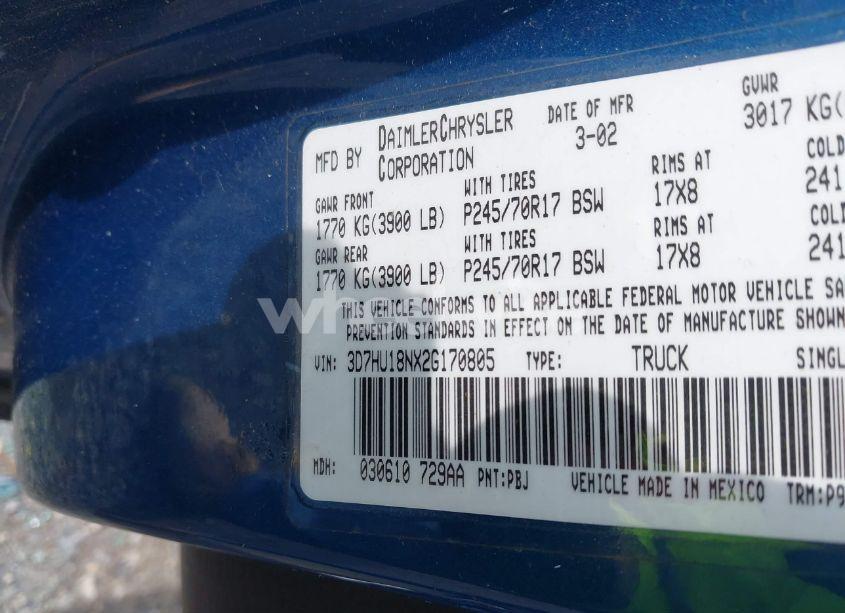 MFD BY DAIMLERCHRYSLER CORPORATION DATE OF MFR 3-02 GVWR 3017 KG(
GAWR FRONT WITH TIRES RIMS AT COLD
1770 KG(3900 LB) P245/70R17 BSW 17X8 241
GAWR REAR WITH TIRES RIMS AT COLD
1770 KG(3900 LB) P245/70R17 BSW 17X8 241
THIS VEHICLE CONFORMS TO ALL APPLICABLE FEDERAL MOTOR VEHICLE SA
PREVENTION STANDARDS IN EFFECT ON THE DATE OF MANUFACTURE SHOWN
VIN: 3D7HU18NX2G170805 TYPE: TRUCK SINGL
MDH: 030610 729AA PNT:PBJ VEHICLE MADE IN MEXICO TRM:P9